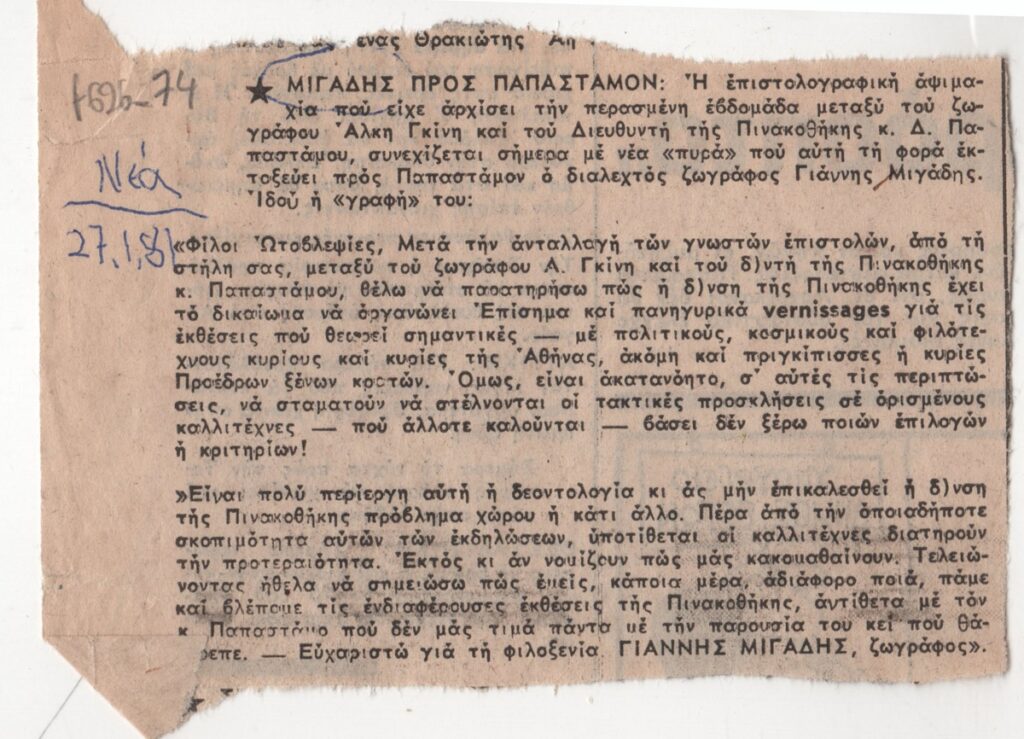 ένας Θρακιώτης
-74
Νέα
27.1.81
★ ΜΙΓΑΔΗΣ ΠΡΟΣ ΠΑΠΑΣΤΑΜΟΝ: Ἡ ἐπιστολογραφική ἀψιμα-
χία πού εἶχε ἀρχίσει τήν περασμένη ἑβδομάδα μεταξύ τοῦ ζω-
γράφου Ἄλκη Γκίνη καί τοῦ Διευθυντῆ τῆς Πινακοθήκης κ. Δ. Πα-
παστάμου, συνεχίζεται σήμερα μέ νέα «πυρά» πού αὐτή τή φορά ἐκ-
τοξεύει πρός Παπαστάμον ὁ διαλεχτός ζωγράφος Γιάννης Μιγάδης.
Ἰδού ἡ «γραφή» του:
«Φίλοι Ὠτοβλεψίες, Μετά τήν ἀνταλλαγή τῶν γνωστῶν ἐπιστολῶν, ἀπό τή
στήλη σας, μεταξύ τοῦ ζωγράφου Α. Γκίνη καί τοῦ δ)ντή τῆς Πινακοθήκης
κ. Παπαστάμου, θέλω νά παρατηρήσω πώς ἡ δ)νση τῆς Πινακοθήκης ἔχει
τό δικαίωμα νά ὀργανώνει Ἐπίσημα καί πανηγυρικά vernissages γιά τίς
ἐκθέσεις πού θεωρεῖ σημαντικές — μέ πολιτικούς, κοσμικούς καί φιλότε-
χνους κυρίους καί κυρίες τῆς Ἀθήνας, ἀκόμη καί πριγκίπισσες ἤ κυρίες
Προέδρων ξένων κρατῶν. Ὅμως, εἶναι ἀκατανόητο, σ' αὐτές τίς περιπτώ-
σεις, νά σταματοῦν νά στέλνονται οἱ τακτικές προσκλήσεις σέ ὁρισμένους
καλλιτέχνες — πού ἄλλοτε καλοῦνται — βάσει δέν ξέρω ποιῶν ἐπιλογῶν
ἤ κριτηρίων!
»Εἶναι πολύ περίεργη αὐτή ἡ δεοντολογία κι ἄς μήν ἐπικαλεσθεῖ ἡ δ)νση
τῆς Πινακοθήκης πρόβλημα χώρου ἤ κάτι ἄλλο. Πέρα ἀπό τήν ὁποιαδήποτε
σκοπιμότητα αὐτῶν τῶν ἐκδηλώσεων, ὑποτίθεται οἱ καλλιτέχνες διατηροῦν
τήν προτεραιότητα. Ἐκτός κι ἄν νομίζουν πώς μᾶς κακομαθαίνουν. Τελειώ-
νοντας ἤθελα νά σημειώσω πώς ἐμεῖς, κάποια μέρα, ἀδιάφορο ποιά, πάμε
καί βλέπουμε τίς ἐνδιαφέρουσες ἐκθέσεις τῆς Πινακοθήκης, ἀντίθετα μέ τόν
κ. Παπαστάμο πού δέν μᾶς τιμᾶ πάντα μέ τήν παρουσία του κεῖ πού θά-
ρεπε. — Εὐχαριστῶ γιά τή φιλοξενία ΓΙΑΝΝΗΣ ΜΙΓΑΔΗΣ, ζωγράφος».